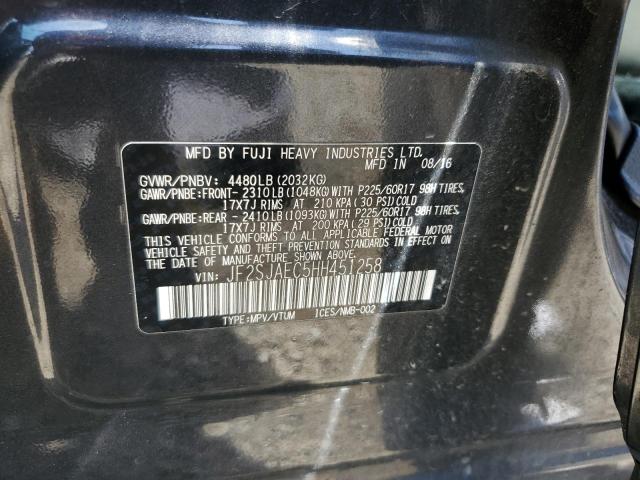 MFD BY FUJI HEAVY INDUSTRIES LTD.
MFD IN 08/16
GVWR/PNBV: 4480LB(2032KG)
GAWR/PNBE:FRONT- 2310LB(1048KG)WITH P225/60R17 98H TIRES,
17X7J RIMS AT 210 KPA(30 PSI)COLD
GAWR/PNBE:REAR - 2410LB(1093KG)WITH P225/60R17 98H TIRES,
17X7J RIMS AT 200 KPA(29 PSI)COLD
THIS VEHICLE CONFORMS TO ALL APPLICABLE FEDERAL MOTOR
VEHICLE SAFETY AND THEFT PREVENTION STANDARDS IN EFFECT
ON THE DATE OF MANUFACTURE SHOWN ABOVE.
VIN: JF2SJAEC5HH451258
TYPE:MPV/VTUM ICES/NMB-002